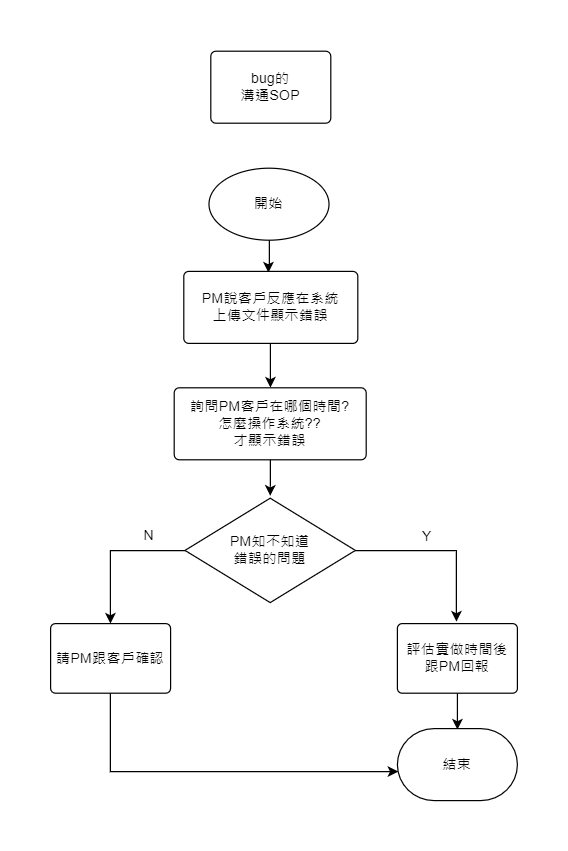 bug的
溝通SOP
開始
PM說客戶反應在系統
上傳文件顯示錯誤
詢問PM客戶在哪個時間?
怎麼操作系統??
才顯示錯誤
PM知不知道
錯誤的問題
N
Y
請PM跟客戶確認
評估實做時間後
跟PM回報
結束